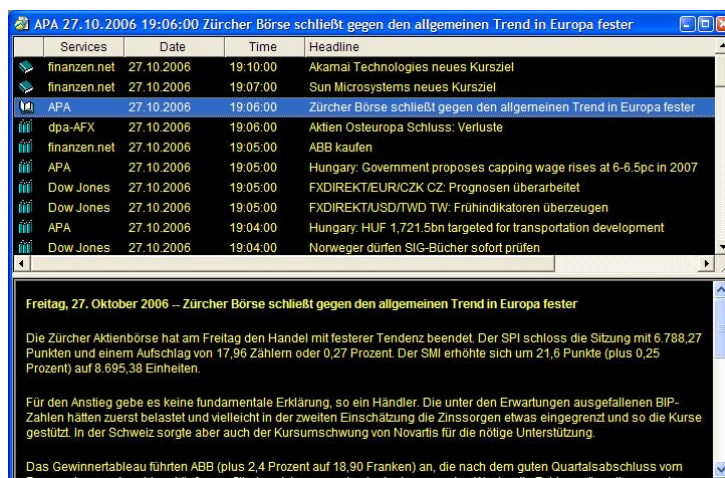 APA 27.10.2006 19:06:00 Zürcher Börse schließt gegen den allgemeinen Trend in Europa fester
Services Date Time Headline
finanzen.net 27.10.2006 19:10:00 Akamai Technologies neues Kursziel
finanzen.net 27.10.2006 19:07:00 Sun Microsystems neues Kursziel
APA 27.10.2006 19:06:00 Zürcher Börse schließt gegen den allgemeinen Trend in Europa fester
dpa-AFX 27.10.2006 19:06:00 Aktien Osteuropa Schluss: Verluste
finanzen.net 27.10.2006 19:05:00 ABB kaufen
APA 27.10.2006 19:05:00 Hungary: Government proposes capping wage rises at 6-6.5pc in 2007
Dow Jones 27.10.2006 19:05:00 FXDIREKT/EUR/CZK CZ: Prognosen überarbeitet
Dow Jones 27.10.2006 19:05:00 FXDIREKT/USD/TWD TW: Frühindikatoren überzeugen
APA 27.10.2006 19:04:00 Hungary: HUF 1,721.5bn targeted for transportation development
Dow Jones 27.10.2006 19:04:00 Norweger dürfen SIG-Bücher sofort prüfen
Freitag, 27. Oktober 2006 -- Zürcher Börse schließt gegen den allgemeinen Trend in Europa fester
Die Zürcher Aktienbörse hat am Freitag den Handel mit festerer Tendenz beendet. Der SPI schloss die Sitzung mit 6.788,27
Punkten und einem Aufschlag von 17,96 Zählern oder 0,27 Prozent. Der SMI erhöhte sich um 21,6 Punkte (plus 0,25
Prozent) auf 8.695,38 Einheiten.
Für den Anstieg gebe es keine fundamentale Erklärung, so ein Händler. Die unter den Erwartungen ausgefallenen BIP-
Zahlen hätten zuerst belastet und vielleicht in der zweiten Einschätzung die Zinssorgen etwas eingegrenzt und so die Kurse
gestützt. In der Schweiz sorgte aber auch der Kursumschwung von Novartis für die nötige Unterstützung.
Das Gewinnertableau führten ABB (plus 2,4 Prozent auf 18,90 Franken) an, die nach dem guten Quartalsabschluss vom